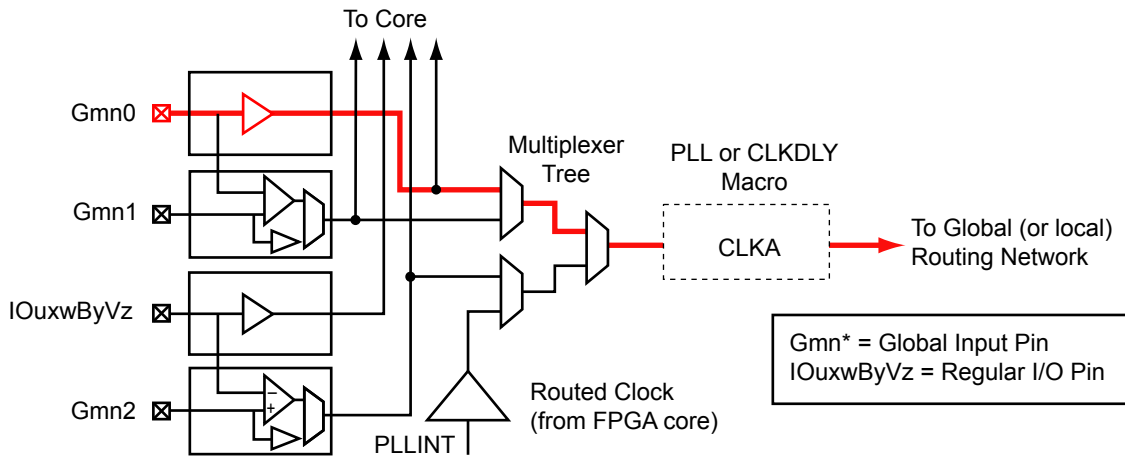 To Core
Gmn0
Multiplexer
Tree
PLL or CLKDLY
Macro
Gmn1
CLKA
To Global (or local)
Routing Network
IOuxwByVz
Gmn* = Global Input Pin
IOuxwByVz = Regular I/O Pin
−
+
Gmn2
Routed Clock
(from FPGA core)
PLLINT